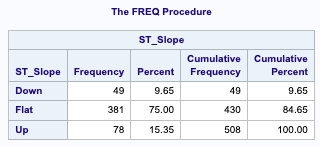 The FREQ Procedure
ST_Slope
ST_Slope Frequency Percent Cumulative Frequency Cumulative Percent
Down 49 9.65 49 9.65
Flat 381 75.00 430 84.65
Up 78 15.35 508 100.00